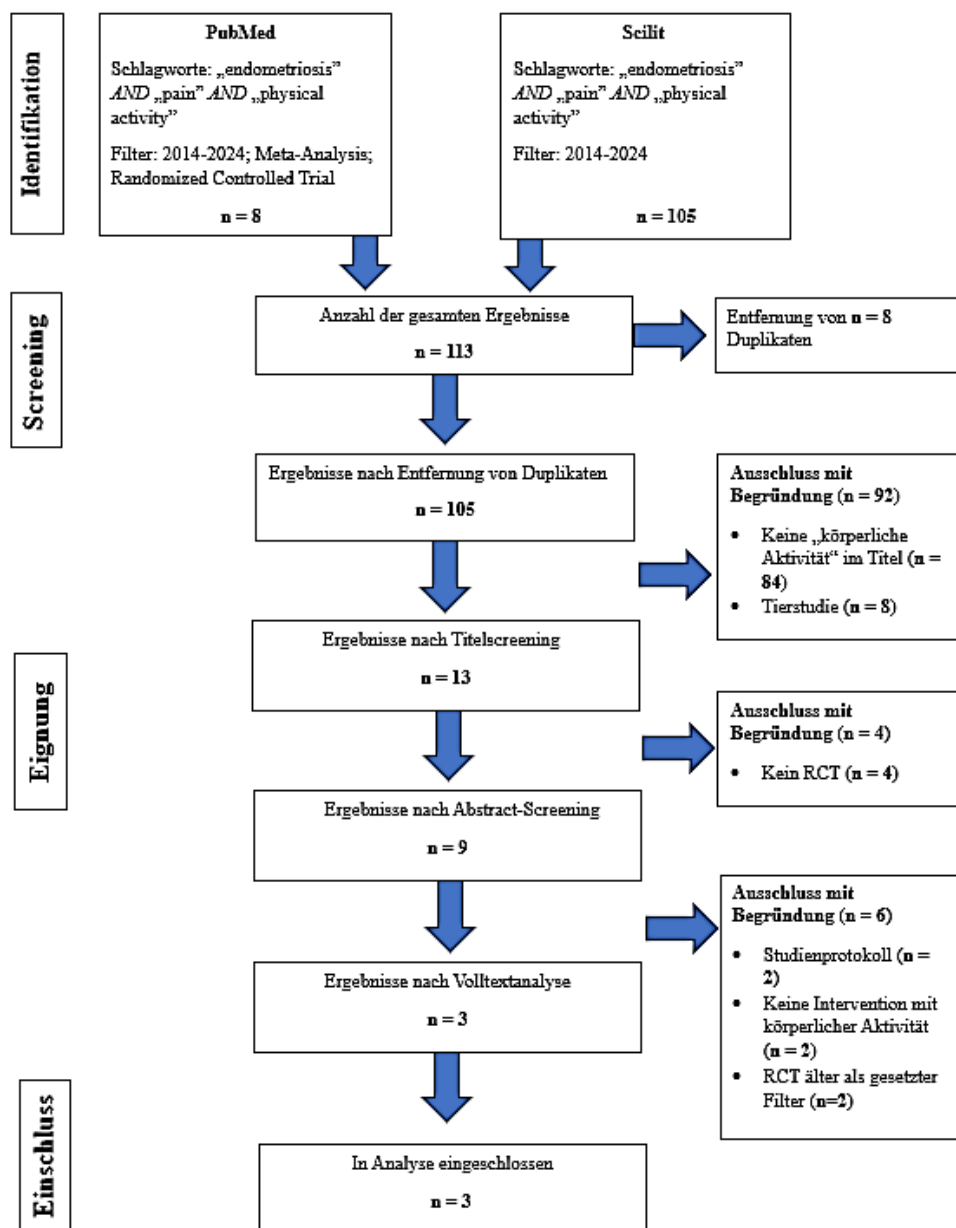 Identifikation
PubMed
Schlagworte: „endometriosis”
AND „pain” AND „physical
activity”
Filter: 2014-2024; Meta-Analysis;
Randomized Controlled Trial
n = 8
Scilit
Schlagworte: „endometriosis”
AND „pain” AND „physical
activity”
Filter: 2014-2024
n = 105
Screening
Anzahl der gesamten Ergebnisse
n = 113
Entfernung von n = 8
Duplikaten
Ergebnisse nach Entfernung von Duplikaten
n = 105
Ausschluss mit
Begründung (n = 92)
• Keine „körperliche
Aktivität“ im Titel (n =
84)
• Tierstudie (n = 8)
Eignung
Ergebnisse nach Titelscreening
n = 13
Ausschluss mit
Begründung (n = 4)
• Kein RCT (n = 4)
Ergebnisse nach Abstract-Screening
n = 9
Ausschluss mit
Begründung (n = 6)
• Studienprotokoll (n =
2)
• Keine Intervention mit
körperlicher Aktivität
(n = 2)
• RCT älter als gesetzter
Filter (n=2)
Ergebnisse nach Volltextanalyse
n = 3
Einschluss
In Analyse eingeschlossen
n = 3